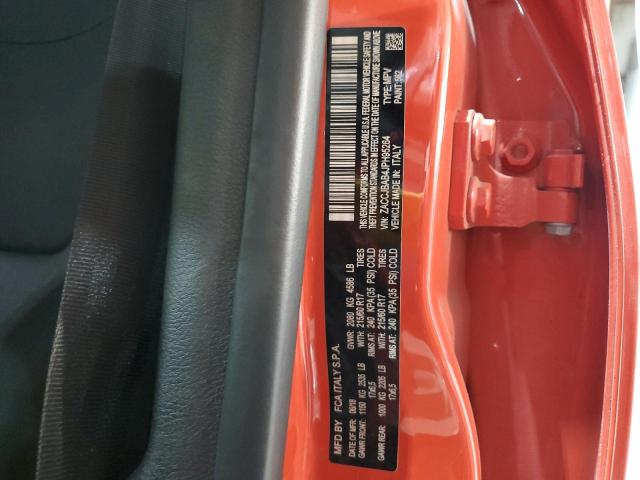 MFD BY FCA ITALY S.P.A.
DATE OF MFR: 06/18 GVWR: 2080 KG 4586 LB
GAWR FRONT: 1150 KG 2535 LB WITH: 215/60 R17 TIRES
17x6.5 RIMS AT: 240 KPA(35 PSI) COLD
GAWR REAR: 1000 KG 2205 LB WITH: 215/60 R17 TIRES
17x6.5 RIMS AT: 240 KPA(35 PSI) COLD
THIS VEHICLE CONFORMS TO ALL APPLICABLE U.S.A. FEDERAL MOTOR VEHICLE SAFETY AND
THEFT PREVENTION STANDARDS IN EFFECT ON THE DATE OF MANUFACTURE SHOWN ABOVE
VIN: ZACCJBAB4JPH95264 TYPE: MPV
VEHICLE MADE IN: ITALY PAINT: 192